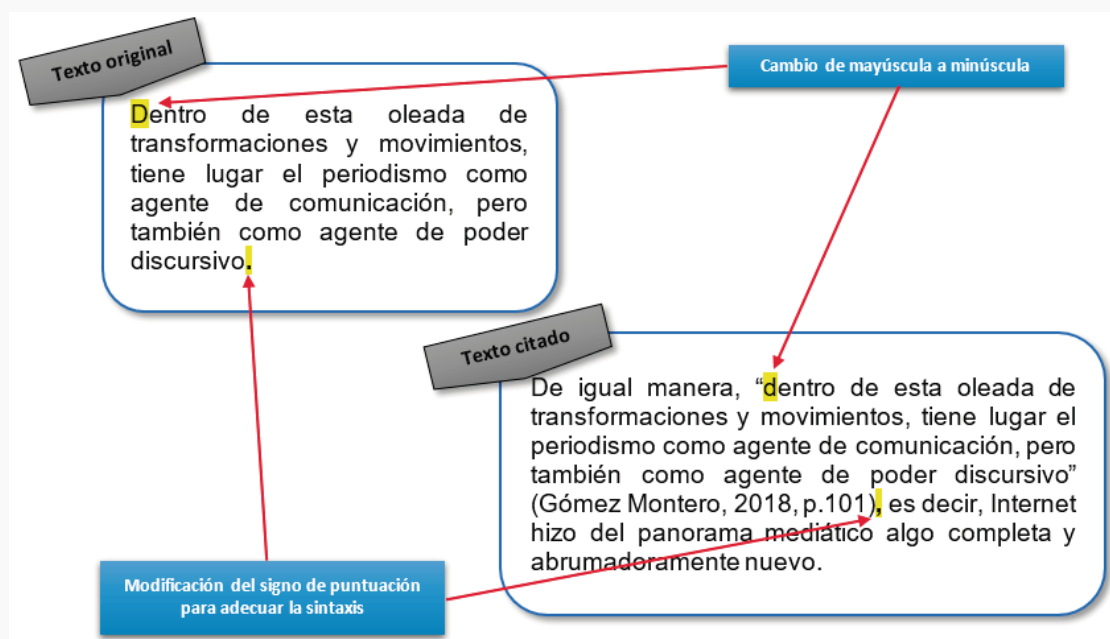 Texto original
Cambio de mayúscula a minúscula
Dentro de esta oleada de
transformaciones y movimientos,
tiene lugar el periodismo como
agente de comunicación, pero
también como agente de poder
discursivo.
Texto citado
De igual manera, “dentro de esta oleada de
transformaciones y movimientos, tiene lugar el
periodismo como agente de comunicación, pero
también como agente de poder discursivo”
(Gómez Montero, 2018, p.101), es decir, Internet
hizo del panorama mediático algo completa y
abrumadoramente nuevo.
Modificación del signo de puntuación
para adecuar la sintaxis